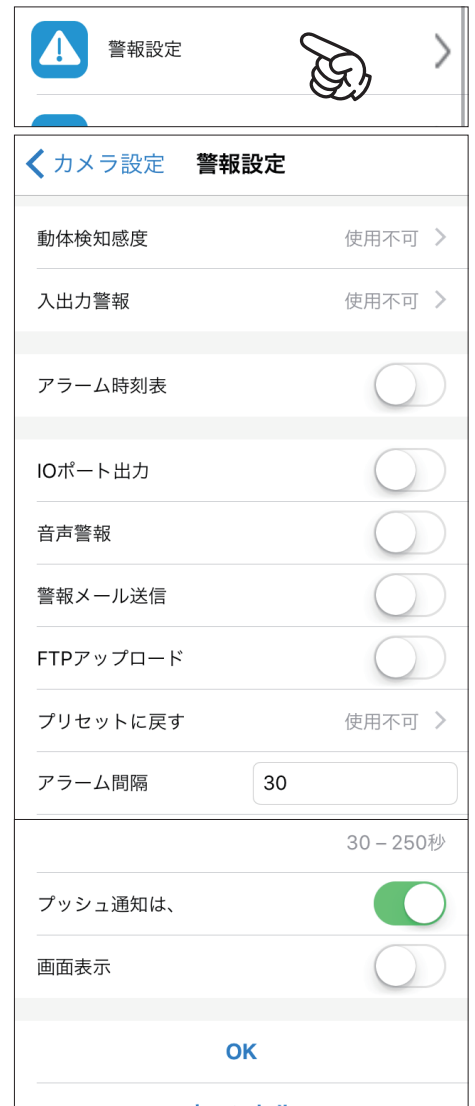 警報設定
カメラ設定 警報設定
動体検知感度 使用不可
入出力警報 使用不可
アラーム時刻表
IOポート出力
音声警報
警報メール送信
FTPアップロード
プリセットに戻す 使用不可
アラーム間隔 30
30 – 250秒
プッシュ通知は、
画面表示
OK